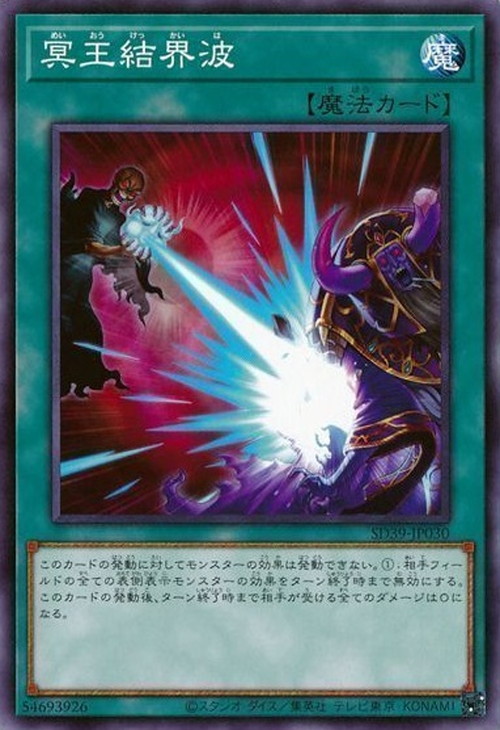 冥王結界波
魔
【魔法カード】
SD39-JP030
このカードの発動に対してモンスターの効果は発動できない。①：相手フィー
ルドの全ての表側表示モンスターの効果をターン終了時まで無効にする。
このカードの発動後、ターン終了時まで相手が受ける全てのダメージは０に
なる。
54693926
©スタジオ・ダイス／集英社・テレビ東京・KONAMI